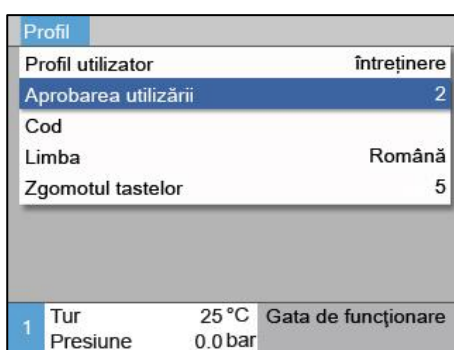 Profil
Profil utilizator întreținere
Aprobarea utilizării 2
Cod
Limba Română
Zgomotul tastelor 5
1 Tur 25 °C Gata de funcționare
Presiune 0.0 bar